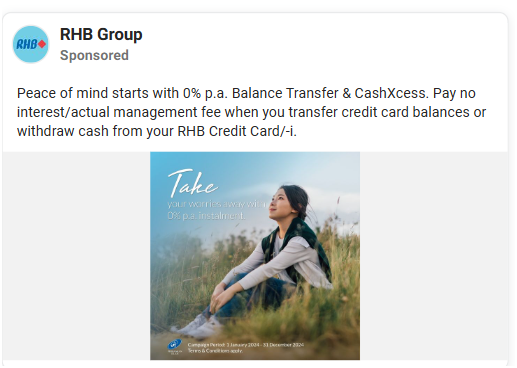 RHB
RHB Group
Sponsored
Peace of mind starts with 0% p.a. Balance Transfer & CashXcess. Pay no
interest/actual management fee when you transfer credit card balances or
withdraw cash from your RHB Credit Card/-i.
Take
your worries away with
0% p.a instalment.
Campaign Period: 1 January 2024 - 31 December 2024
Terms & Conditions apply.